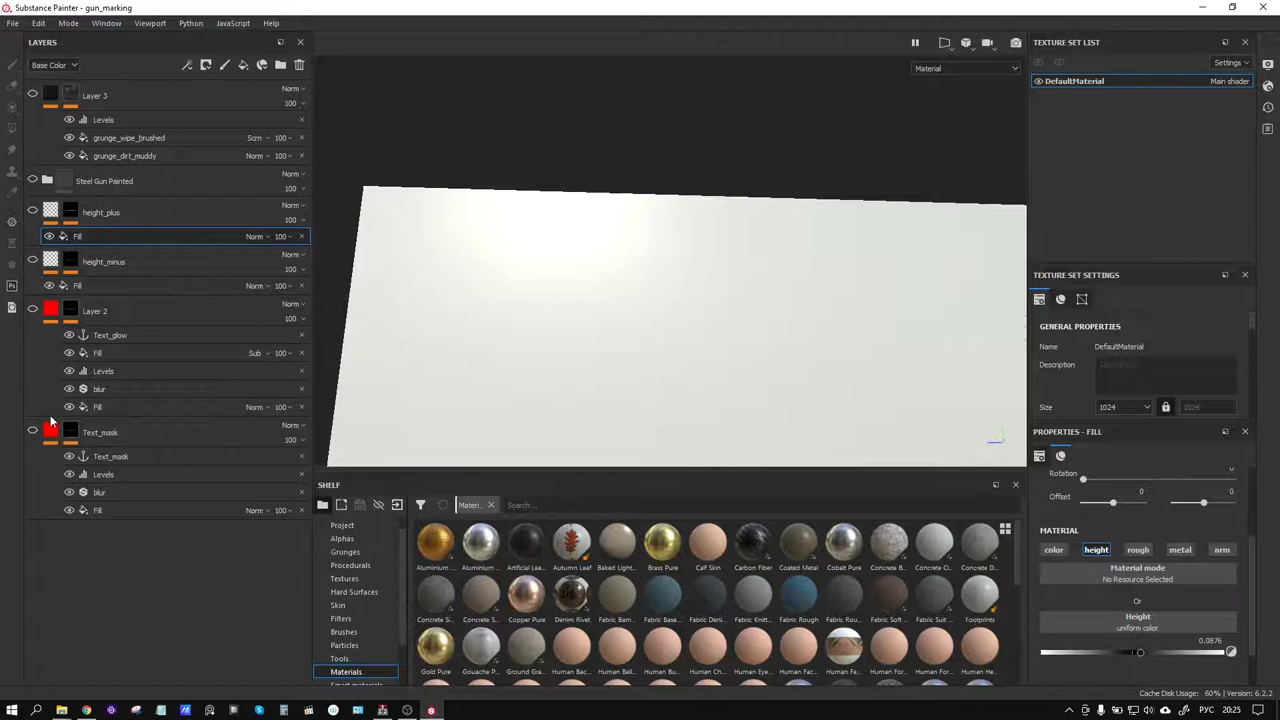 Substance Painter - gun_marking
File Edit Mode Window Viewport Python JavaScript Help
LAYERS
Base Color
Layer 3 Norm 100
Levels
grunge_wipe_brushed Scrn 100
grunge_dirt_muddy Norm 100
Steel Gun Painted Norm 100
height_plus Norm 100
Fill Norm 100
height_minus Norm 100
Fill Norm 100
Layer 2 Norm 100
Text_glow
Fill Sub 100
Levels
blur
Fill Norm 100
Text_mask Norm 100
Text_mask
Levels
blur
Fill Norm 100
Material
SHELF
Materi... Search...
Project
Alphas
Grunges
Procedurals
Textures
Hard Surfaces
Skin
Filters
Brushes
Particles
Tools
Materials
Aluminium ... Aluminium ... Artificial Lea... Autumn Leaf Baked Light... Brass Pure Calf Skin Carbon Fiber Coated Metal Cobalt Pure Concrete B... Concrete Cl... Concrete D...
Concrete S... Concrete Si... Copper Pure Denim Rivet Fabric Bam... Fabric Base... Fabric Deni... Fabric Knitt... Fabric Rough Fabric Rou... Fabric Soft ... Fabric Suit ... Footprints
Gold Pure Gouache P... Ground Gra... Human Bac... Human Bell... Human Bu... Human Ch... Human Eye... Human Fac... Human Fe... Human For... Human For... Human He...
TEXTURE SET LIST
Settings
DefaultMaterial Main shader
TEXTURE SET SETTINGS
GENERAL PROPERTIES
Name DefaultMaterial
Description
Size 1024 1024
PROPERTIES - FILL
Rotation 0
Offset 0 0
MATERIAL
color height rough metal nrm
Material mode
No Resource Selected
Or
Height
uniform color
0.0876
Cache Disk Usage: 60% | Version: 6.2.2
РУС 20:25